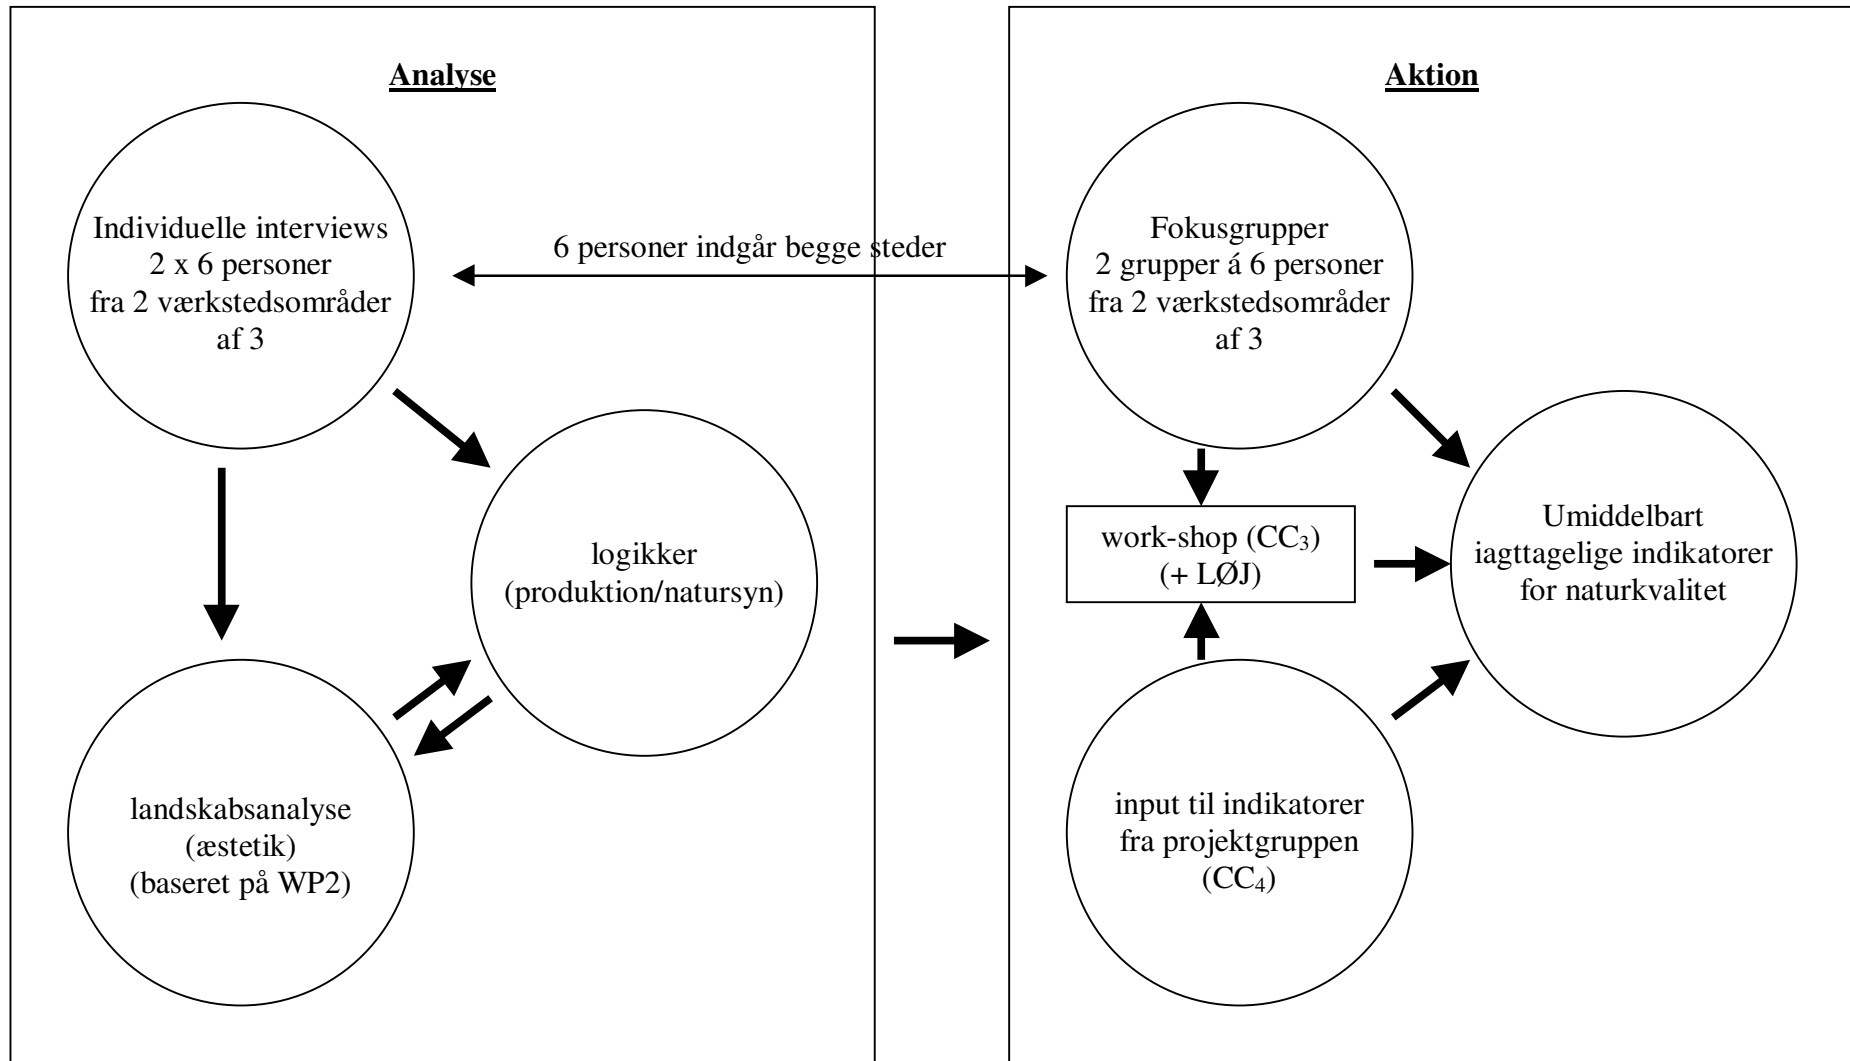 Analyse
Individuelle interviews
2 x 6 personer
fra 2 værkstedsområder
af 3
logikker
(produktion/natursyn)
landskabsanalyse
(æstetik)
(baseret på WP2)
6 personer indgår begge steder
Aktion
Fokusgrupper
2 grupper á 6 personer
fra 2 værkstedsområder
af 3
work-shop (CC₃)
(+ LØJ)
Umiddelbart
iagttagelige indikatorer
for naturkvalitet
input til indikatorer
fra projektgruppen
(CC₄)